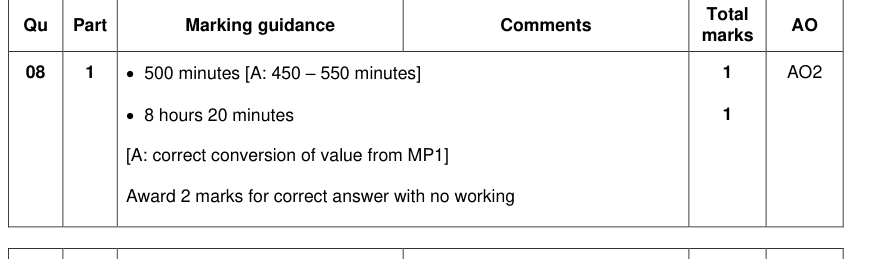 Qu Part Marking guidance Comments Total marks AO
08 1 • 500 minutes [A: 450 – 550 minutes] 1 AO2
• 8 hours 20 minutes 1
[A: correct conversion of value from MP1]
Award 2 marks for correct answer with no working